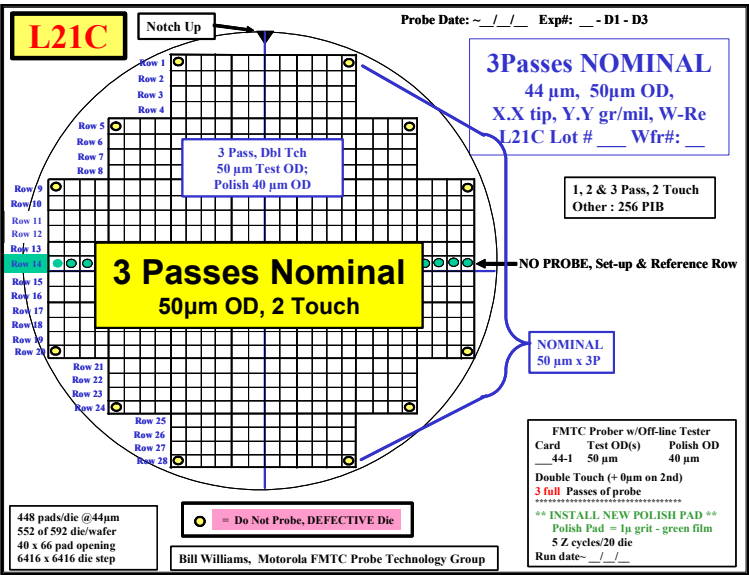 L21C
Notch Up
Probe Date: ~__/__/__ Exp#: __ - D1 - D3
3Passes NOMINAL
44 µm, 50µm OD,
X.X tip, Y.Y gr/mil, W-Re
L21C Lot # ___ Wfr#: __
Row 1
Row 2
Row 3
Row 4
Row 5
Row 6
Row 7
Row 8
3 Pass, Dbl Tch
50 µm Test OD;
Polish 40 µm OD
1, 2 & 3 Pass, 2 Touch
Other : 256 PIB
Row 9
Row 10
Row 11
Row 12
Row 13
Row 14
Row 15
Row 16
Row 17
Row 18
Row 19
Row 20
3 Passes Nominal
50µm OD, 2 Touch
NO PROBE, Set-up & Reference Row
NOMINAL
50 µm x 3P
Row 21
Row 22
Row 23
Row 24
Row 25
Row 26
Row 27
Row 28
FMTC Prober w/Off-line Tester
Card Test OD(s) Polish OD
___44-1 50 µm 40 µm
Double Touch (+ 0µm on 2nd)
3 full Passes of probe
**********************************
** INSTALL NEW POLISH PAD **
Polish Pad = 1µ grit - green film
5 Z cycles/20 die
Run date~ __/__/__
448 pads/die @44µm
552 of 592 die/wafer
40 x 66 pad opening
6416 x 6416 die step
= Do Not Probe, DEFECTIVE Die
Bill Williams, Motorola FMTC Probe Technology Group